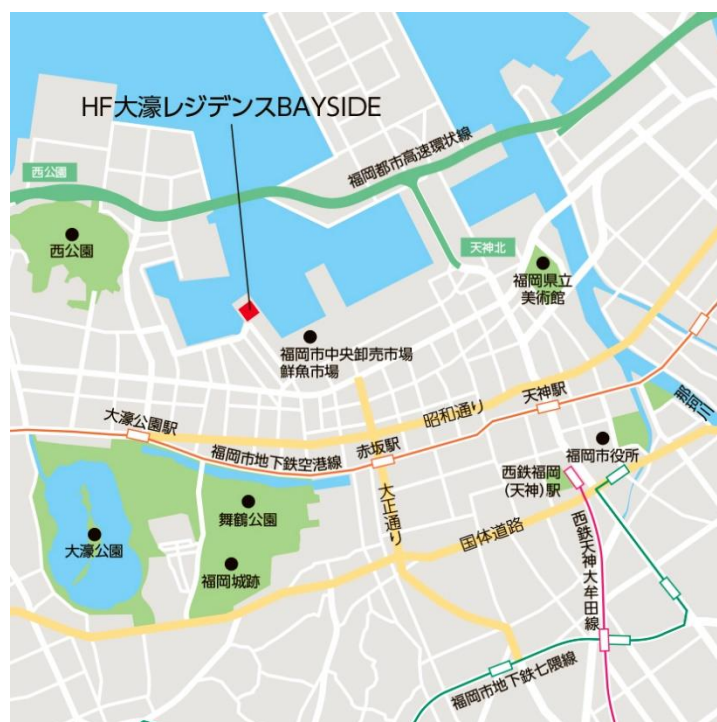 HF大濠レジデンスBAYSIDE
福岡都市高速環状線
西公園
西公園
天神北
福岡県立
美術館
福岡市中央卸売市場
鮮魚市場
天神駅
昭和通り
那珂川
大濠公園駅
福岡市地下鉄空港線
赤坂駅
福岡市役所
西鉄福岡
(天神)駅
大正通り
舞鶴公園
国体道路
大濠公園
福岡城跡
西鉄天神大牟田線
福岡市地下鉄七隈線